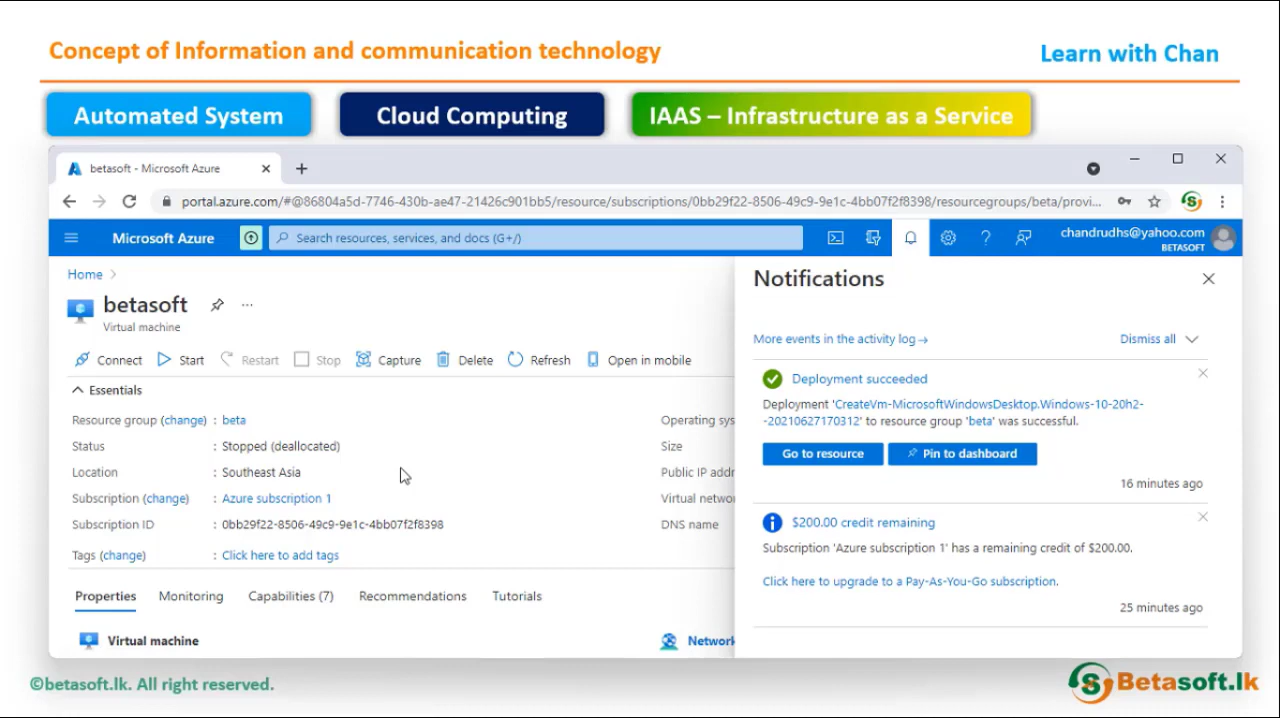 Concept of Information and communication technology
Learn with Chan
Automated System
Cloud Computing
IAAS – Infrastructure as a Service
betasoft - Microsoft Azure
portal.azure.com/#@86804a5d-7746-430b-ae47-21426c901bb5/resource/subscriptions/0bb29f22-8506-49c9-9e1c-4bb07f2f8398/resourcegroups/beta/provi...
Microsoft Azure
Search resources, services, and docs (G+/)
chandrudhs@yahoo.com
BETASOFT
Home
betasoft
Virtual machine
Connect Start Restart Stop Capture Delete Refresh Open in mobile
Essentials
Resource group (change) : beta
Status : Stopped (deallocated)
Location : Southeast Asia
Subscription (change) : Azure subscription 1
Subscription ID : 0bb29f22-8506-49c9-9e1c-4bb07f2f8398
Tags (change) : Click here to add tags
Operating sys
Size
Public IP addr
Virtual netwo
DNS name
Properties Monitoring Capabilities (7) Recommendations Tutorials
Virtual machine
Network
Notifications
More events in the activity log →
Dismiss all
Deployment succeeded
Deployment 'CreateVm-MicrosoftWindowsDesktop.Windows-10-20h2-
-20210627170312' to resource group 'beta' was successful.
Go to resource
Pin to dashboard
16 minutes ago
$200.00 credit remaining
Subscription 'Azure subscription 1' has a remaining credit of $200.00.
Click here to upgrade to a Pay-As-You-Go subscription.
25 minutes ago
©betasoft.lk. All right reserved.
Betasoft.lk